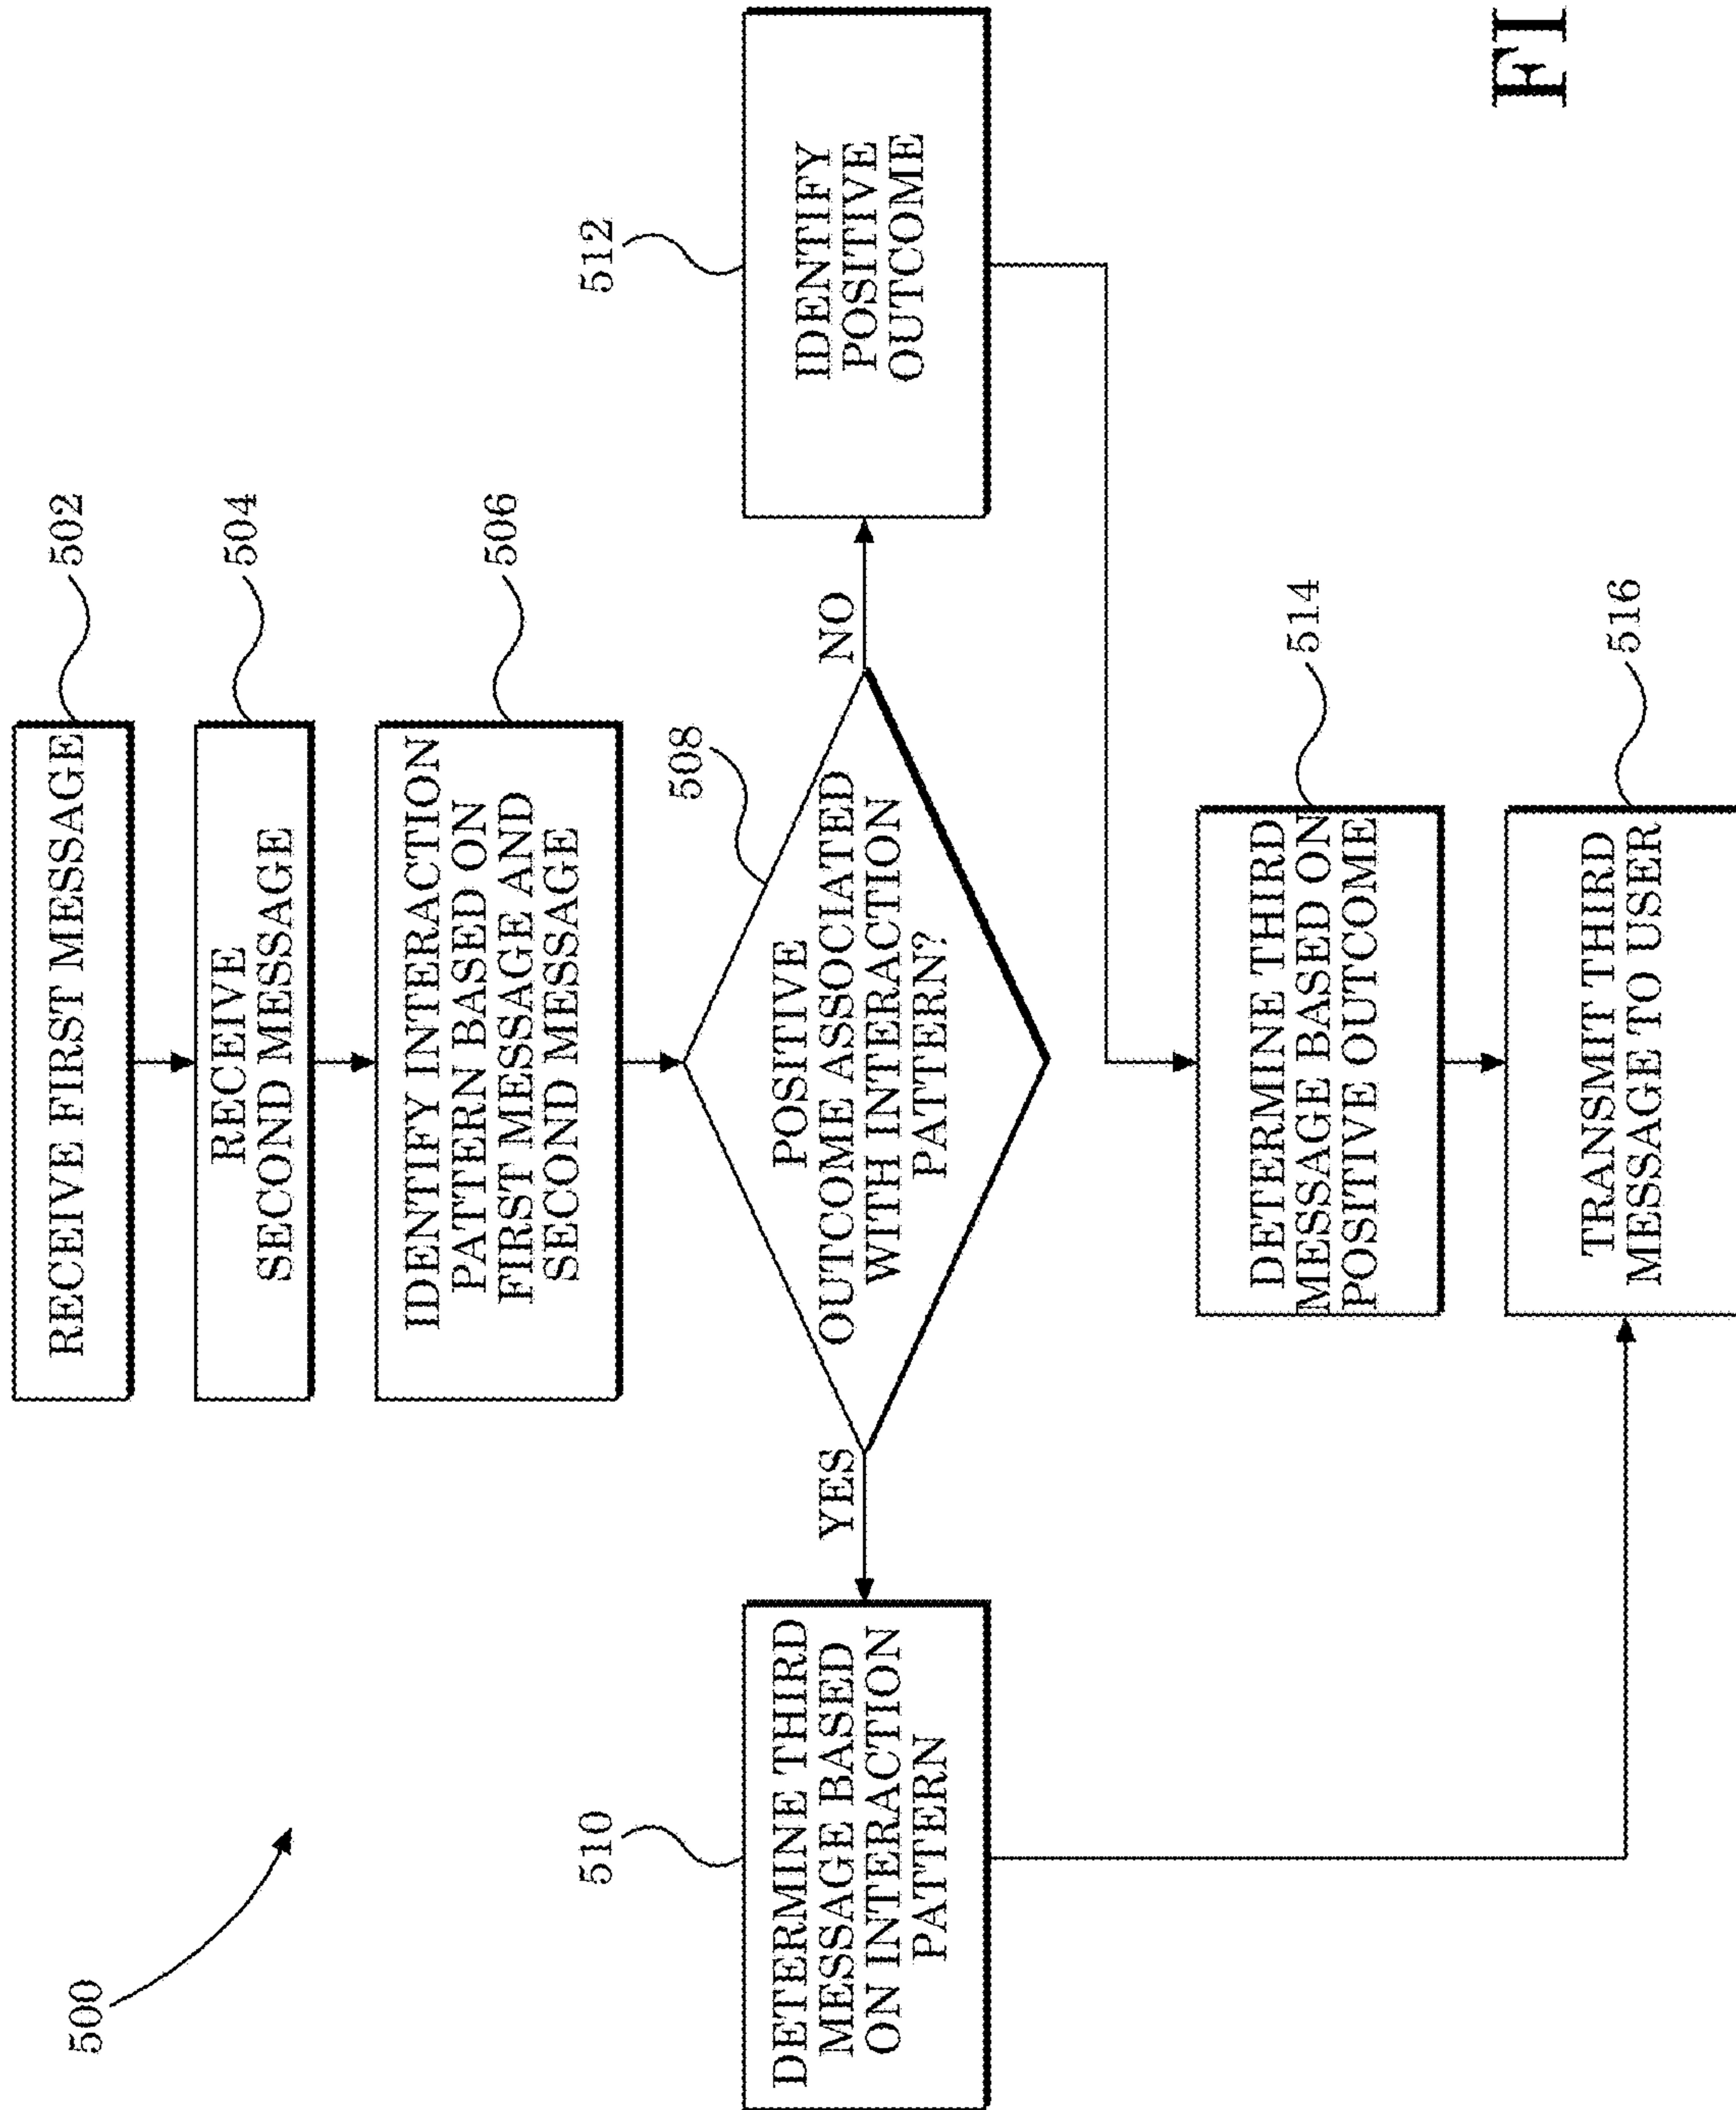 500
RECEIVE FIRST MESSAGE
502
RECEIVE
SECOND MESSAGE
504
IDENTIFY INTERACTION
PATTERN BASED ON
FIRST MESSAGE AND
SECOND MESSAGE
506
508
POSITIVE
OUTCOME ASSOCIATED
WITH INTERACTION
PATTERN?
YES
NO
510
DETERMINE THIRD
MESSAGE BASED
ON INTERACTION
PATTERN
512
IDENTIFY
POSITIVE
OUTCOME
DETERMINE THIRD
MESSAGE BASED ON
POSITIVE OUTCOME
514
TRANSMIT THIRD
MESSAGE TO USER
516
FI